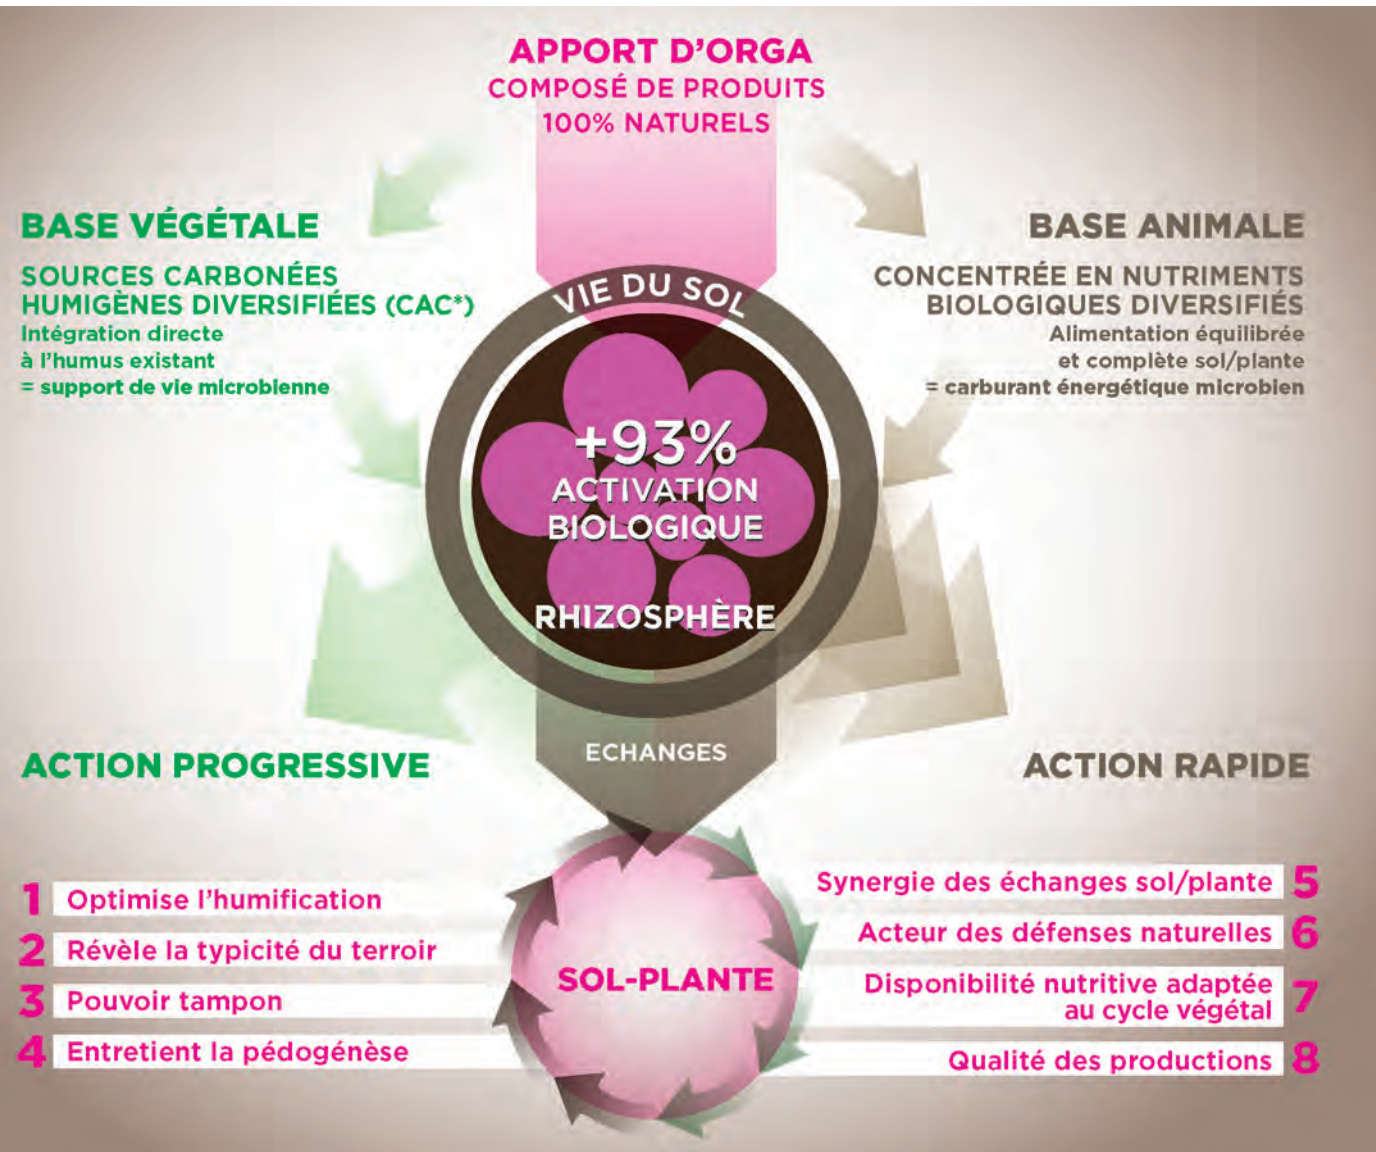 APPORT D'ORGA
COMPOSÉ DE PRODUITS
100% NATURELS
BASE VÉGÉTALE
SOURCES CARBONÉES
HUMIGÈNES DIVERSIFIÉES (CAC*)
Intégration directe
à l'humus existant
= support de vie microbienne
BASE ANIMALE
CONCENTRÉE EN NUTRIMENTS
BIOLOGIQUES DIVERSIFIÉS
Alimentation équilibrée
et complète sol/plante
= carburant énergétique microbien
VIE DU SOL
+93%
ACTIVATION
BIOLOGIQUE
RHIZOSPHÈRE
ECHANGES
ACTION PROGRESSIVE
ACTION RAPIDE
1 Optimise l'humification
2 Révèle la typicité du terroir
3 Pouvoir tampon
4 Entretient la pédogénèse
SOL-PLANTE
Synergie des échanges sol/plante 5
Acteur des défenses naturelles 6
Disponibilité nutritive adaptée
au cycle végétal 7
Qualité des productions 8